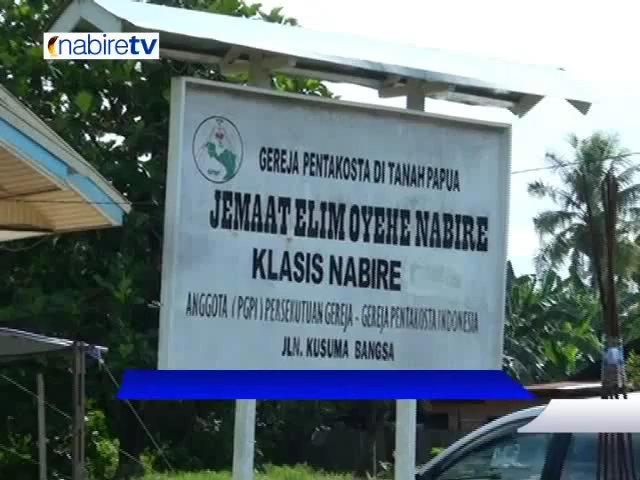 nabiretv
GEREJA PENTAKOSTA DI TANAH PAPUA
JEMAAT ELIM OYEHE NABIRE
KLASIS NABIRE
ANGGOTA ( PGPI ) PERSEKUTUAN GEREJA - GEREJA PENTAKOSTA INDONESIA
JLN. KUSUMA BANGSA